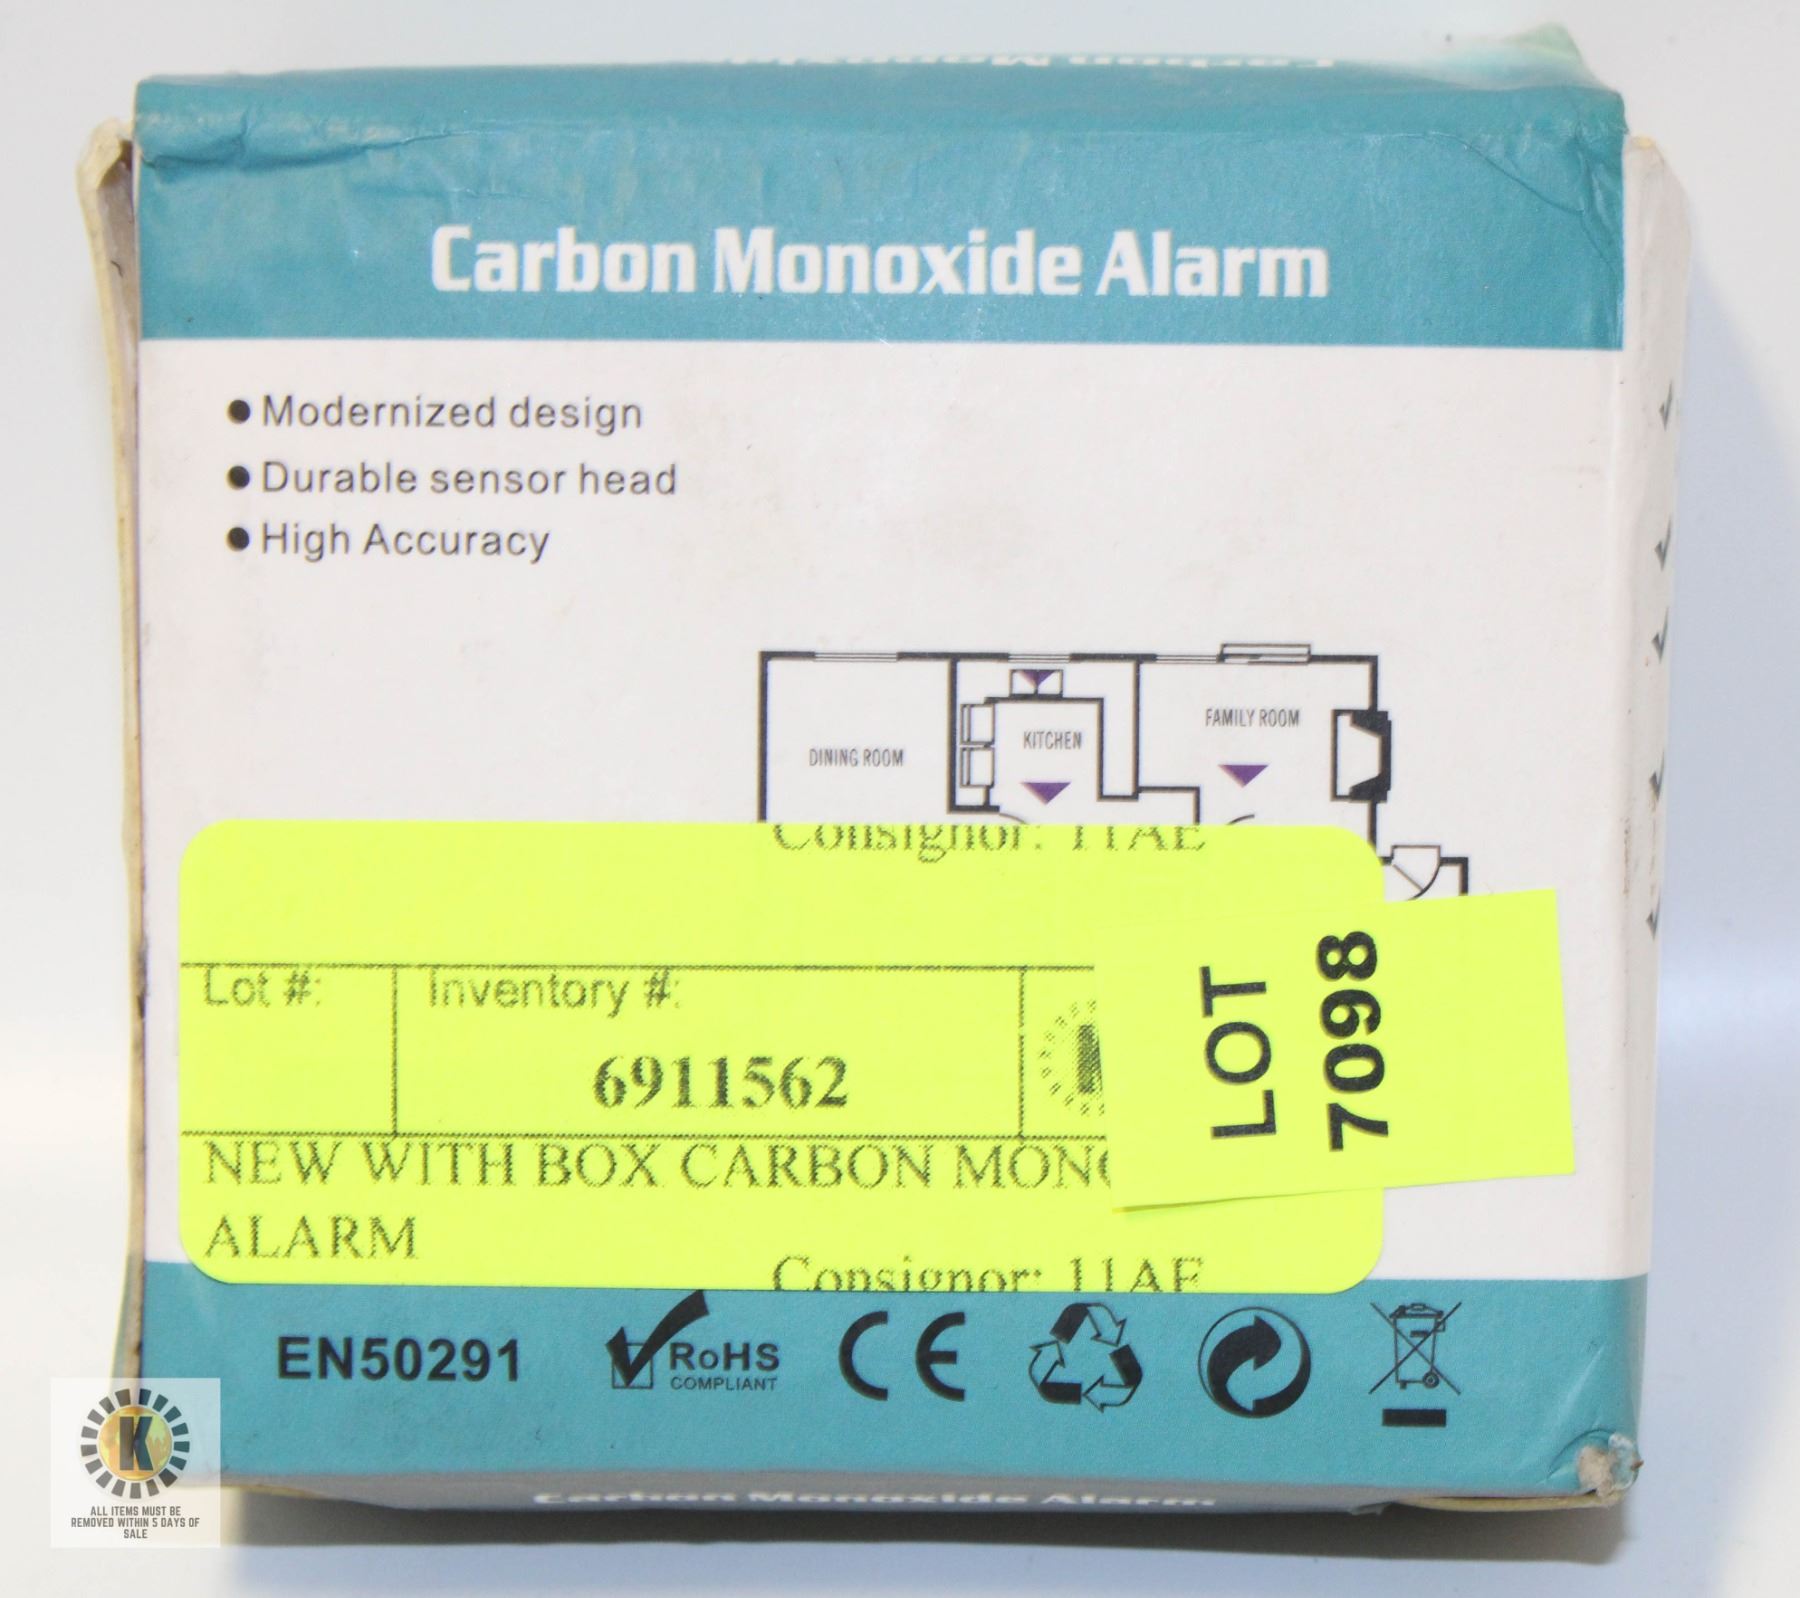 Carbon Monoxide
Carbon Monoxide Alarm
● Modernized design
● Durable sensor head
● High Accuracy
DINING ROOM
KITCHEN
FAMILY ROOM
Consignor: 11AE
Lot #:
Inventory #:
6911562
LOT
7098
NEW WITH BOX CARBON MONO
ALARM
Consignor: 11AE
EN50291
RoHS
COMPLIANT
CE
Carbon Monoxide Alarm
K
ALL ITEMS MUST BE
REMOVED WITHIN 5 DAYS OF
SALE